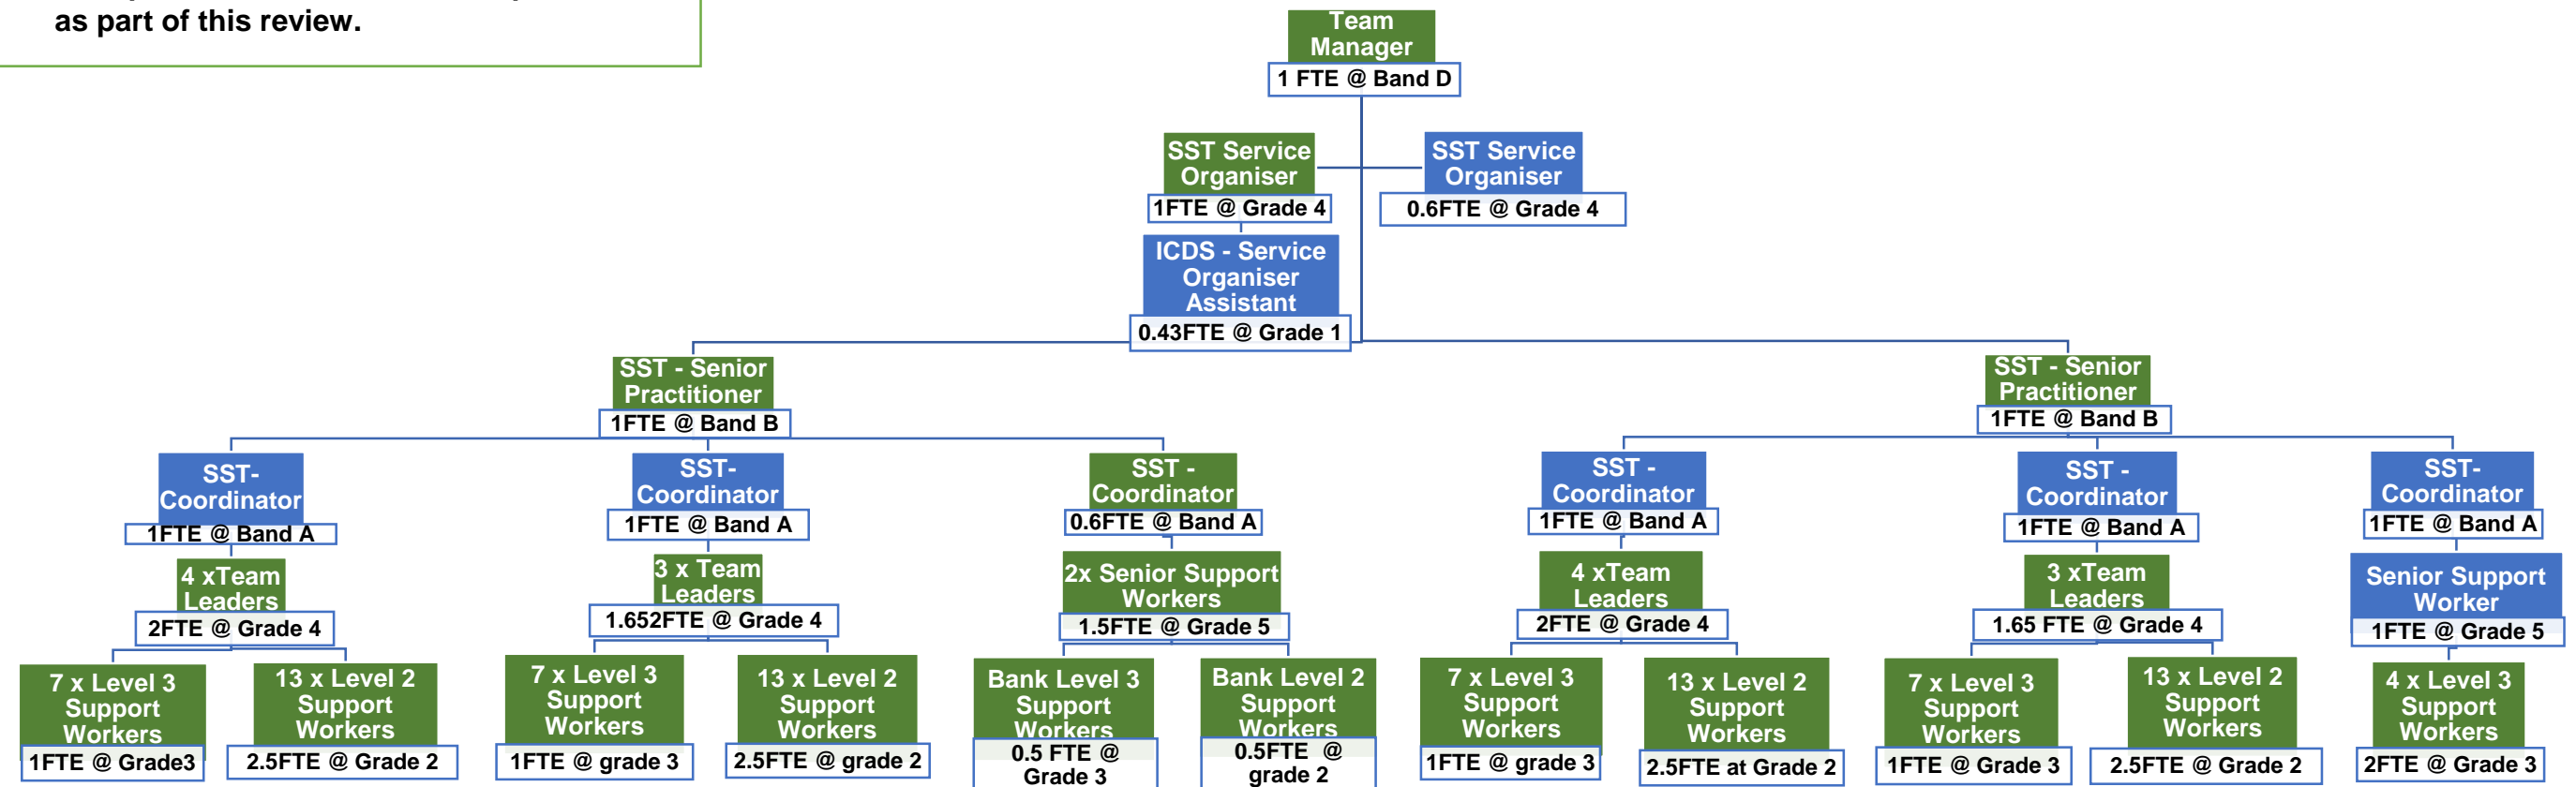 as part of this review.
Team
Manager
1 FTE @ Band D
SST Service
Organiser
1FTE @ Grade 4
SST Service
Organiser
0.6FTE @ Grade 4
ICDS - Service
Organiser
Assistant
0.43FTE @ Grade 1
SST - Senior
Practitioner
1FTE @ Band B
SST - Senior
Practitioner
1FTE @ Band B
SST-
Coordinator
1FTE @ Band A
SST-
Coordinator
1FTE @ Band A
SST -
Coordinator
0.6FTE @ Band A
SST -
Coordinator
1FTE @ Band A
SST -
Coordinator
1FTE @ Band A
SST-
Coordinator
1FTE @ Band A
4 xTeam
Leaders
2FTE @ Grade 4
3 x Team
Leaders
1.652FTE @ Grade 4
2x Senior Support
Workers
1.5FTE @ Grade 5
4 xTeam
Leaders
2FTE @ Grade 4
3 xTeam
Leaders
1.65 FTE @ Grade 4
Senior Support
Worker
1FTE @ Grade 5
7 x Level 3
Support
Workers
1FTE @ Grade3
13 x Level 2
Support
Workers
2.5FTE @ Grade 2
7 x Level 3
Support
Workers
1FTE @ grade 3
13 x Level 2
Support
Workers
2.5FTE @ grade 2
Bank Level 3
Support
Workers
0.5 FTE @
Grade 3
Bank Level 2
Support
Workers
0.5FTE @
grade 2
7 x Level 3
Support
Workers
1FTE @ grade 3
13 x Level 2
Support
Workers
2.5FTE at Grade 2
7 x Level 3
Support
Workers
1FTE @ Grade 3
13 x Level 2
Support
Workers
2.5FTE @ Grade 2
4 x Level 3
Support
Workers
2FTE @ Grade 3